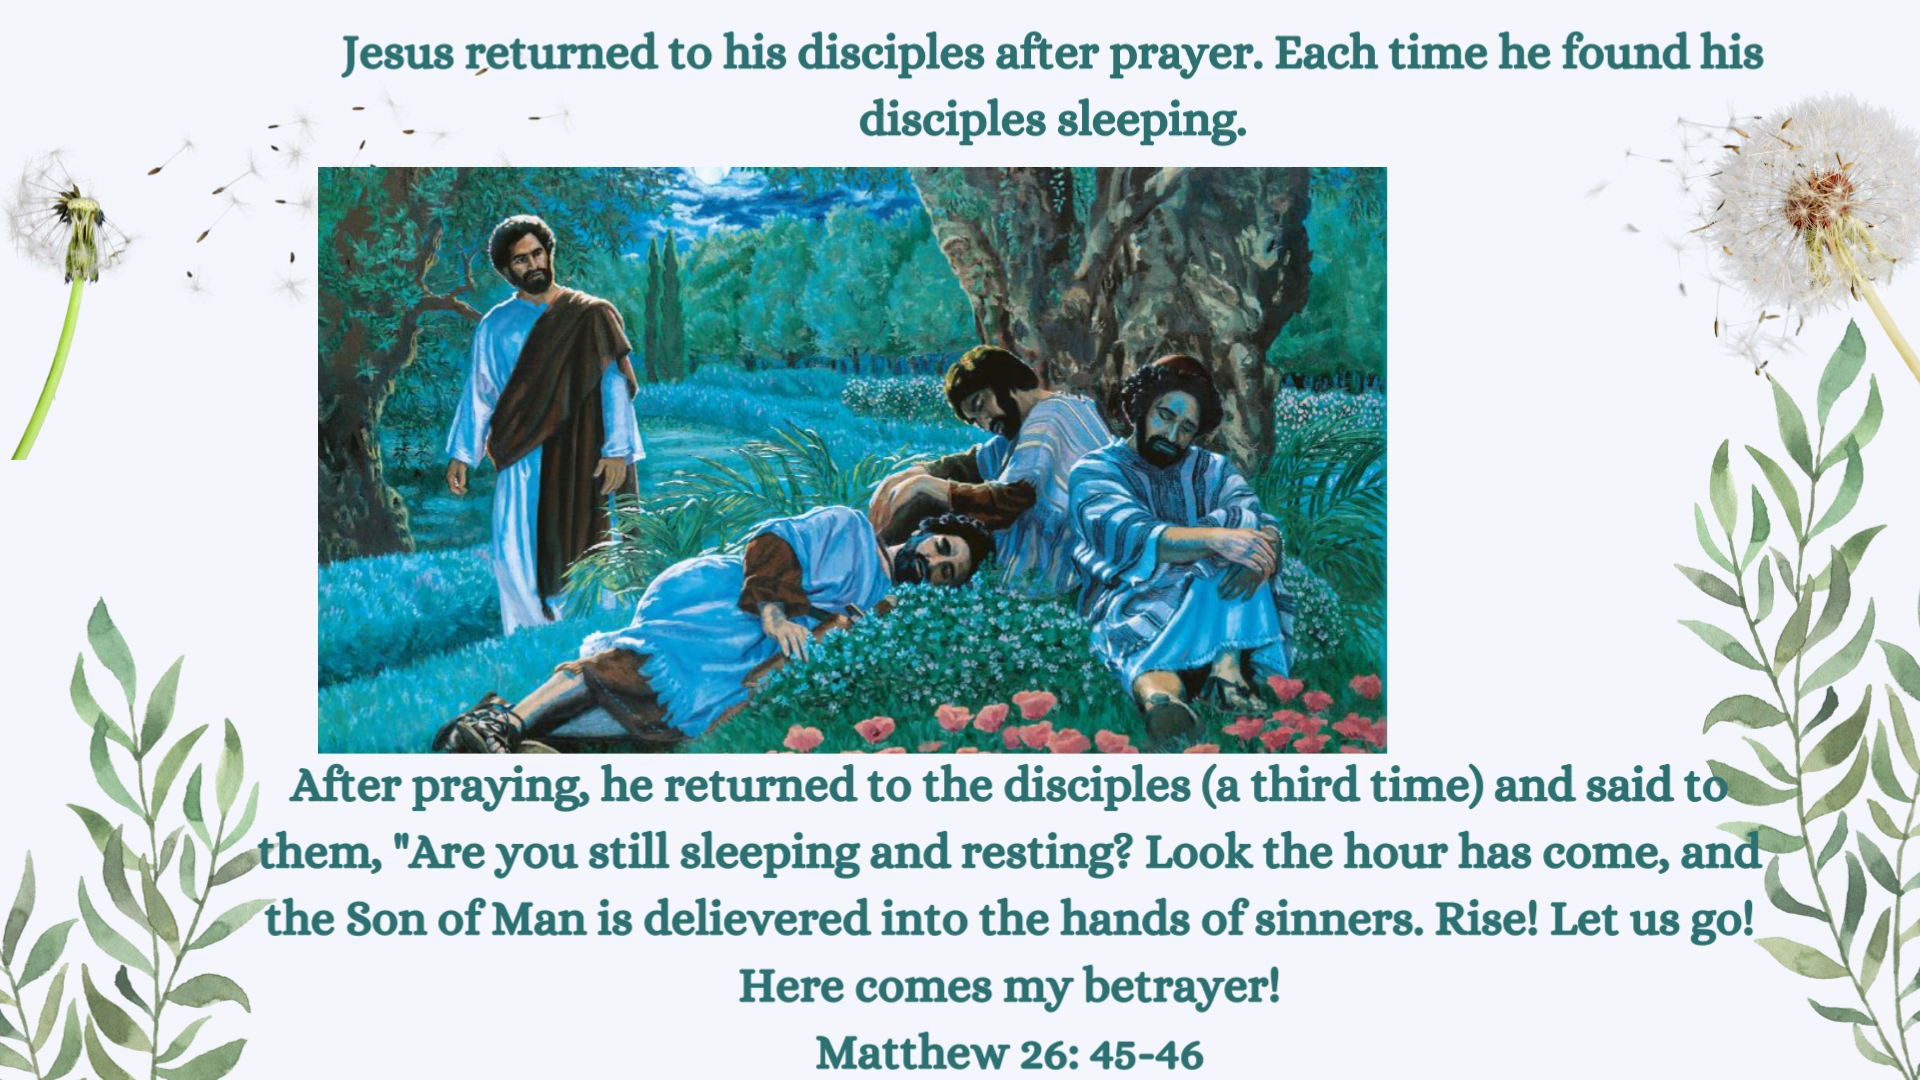 Jesus returned to his disciples after prayer. Each time he found his
disciples sleeping.
After praying, he returned to the disciples (a third time) and said to
them, "Are you still sleeping and resting? Look the hour has come, and
the Son of Man is delievered into the hands of sinners. Rise! Let us go!
Here comes my betrayer!
Matthew 26: 45-46